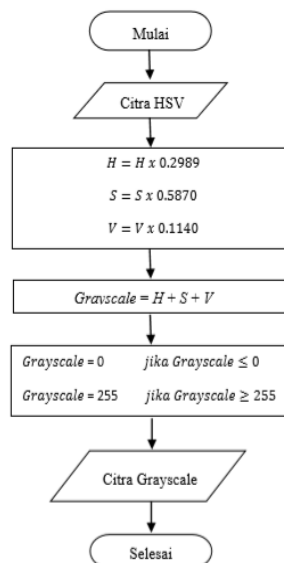 Mulai
Citra HSV
H = H x 0.2989
S = S x 0.5870
V = V x 0.1140
Grayscale = H + S + V
Grayscale = 0 jika Grayscale ≤ 0
Grayscale = 255 jika Grayscale ≥ 255
Citra Grayscale
Selesai